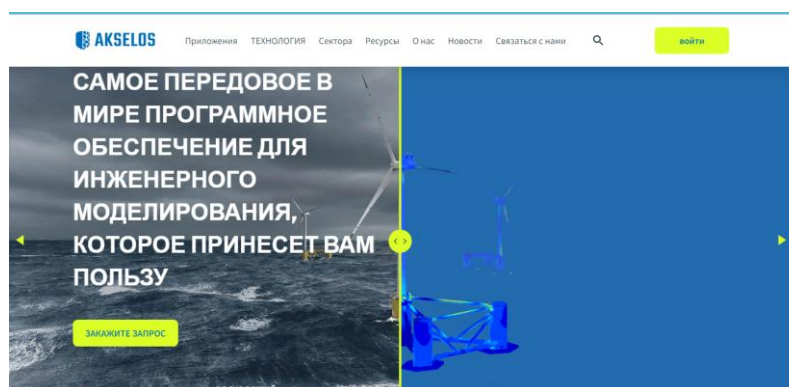 AKSELOS
Приложения ТЕХНОЛОГИЯ Сектора Ресурсы О нас Новости Связаться с нами
войти
САМОЕ ПЕРЕДОВОЕ В
МИРЕ ПРОГРАММНОЕ
ОБЕСПЕЧЕНИЕ ДЛЯ
ИНЖЕНЕРНОГО
МОДЕЛИРОВАНИЯ,
КОТОРОЕ ПРИНЕСЕТ ВАМ
ПОЛЬЗУ
ЗАКАЖИТЕ ЗАПРОС